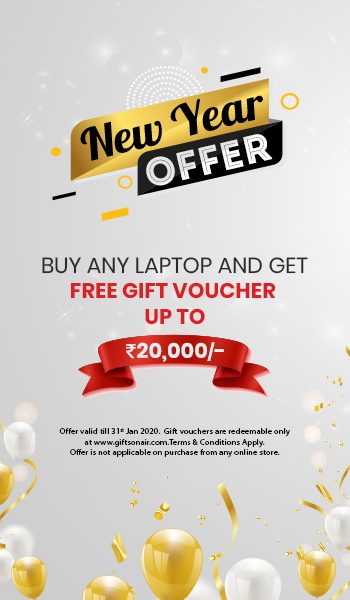 New Year
OFFER
BUY ANY LAPTOP AND GET
FREE GIFT VOUCHER
UP TO
₹20,000/-
Offer valid till 31st Jan 2020. Gift vouchers are redeemable only
at www.giftsonair.com.Terms & Conditions Apply.
Offer is not applicable on purchase from any online store.